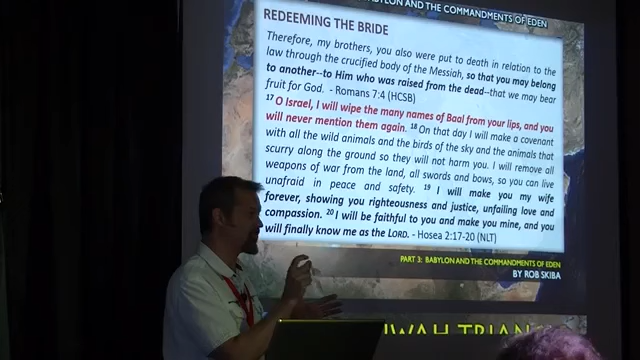 BABYLON AND THE COMMANDMENTS OF EDEN
REDEEMING THE BRIDE
Therefore, my brothers, you also were put to death in relation to the
law through the crucified body of the Messiah, so that you may belong
to another--to Him who was raised from the dead--that we may bear
fruit for God. - Romans 7:4 (HCSB)
17 O Israel, I will wipe the many names of Baal from your lips, and you
will never mention them again. 18 On that day I will make a covenant
with all the wild animals and the birds of the sky and the animals that
scurry along the ground so they will not harm you. I will remove all
weapons of war from the land, all swords and bows, so you can live
unafraid in peace and safety. 19 I will make you my wife
forever, showing you righteousness and justice, unfailing love and
compassion. 20 I will be faithful to you and make you mine, and you
will finally know me as the LORD. - Hosea 2:17-20 (NLT)
PART 3: BABYLON AND THE COMMANDMENTS OF EDEN
BY ROB SKIBA